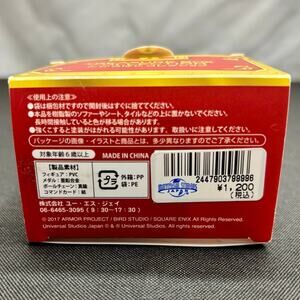 <使用上の注意>
●袋は梱包材ですので開封後はすぐに捨ててください。
●本品を樹脂製のソファーやシート、タイルなどの上に置かないでください。
長時間接触していると色が移る場合があります。
●強くこすると塗装がはがれる可能性があります。取扱いに注意してください。
パッケージの画像・イラストと商品とは、多少異なりますのでご了承ください。
対象年齢6歳以上
MADE IN CHINA
【製品素材】
フィギュア:PVC
メダル:亜鉛合金
ボールチェーン:真鍮
コマンドカード:紙
プラ
外箱:PP
袋:PE
2447903799996
¥1,200
(税込)
株式会社 ユー・エス・ジェイ
06-6465-3095(9:30-17:30)
© 2017 ARMOR PROJECT / BIRD STUDIO / SQUARE ENIX All Rights Reserved.
Universal Studios Japan ® & © Universal Studios. All rights reserved.